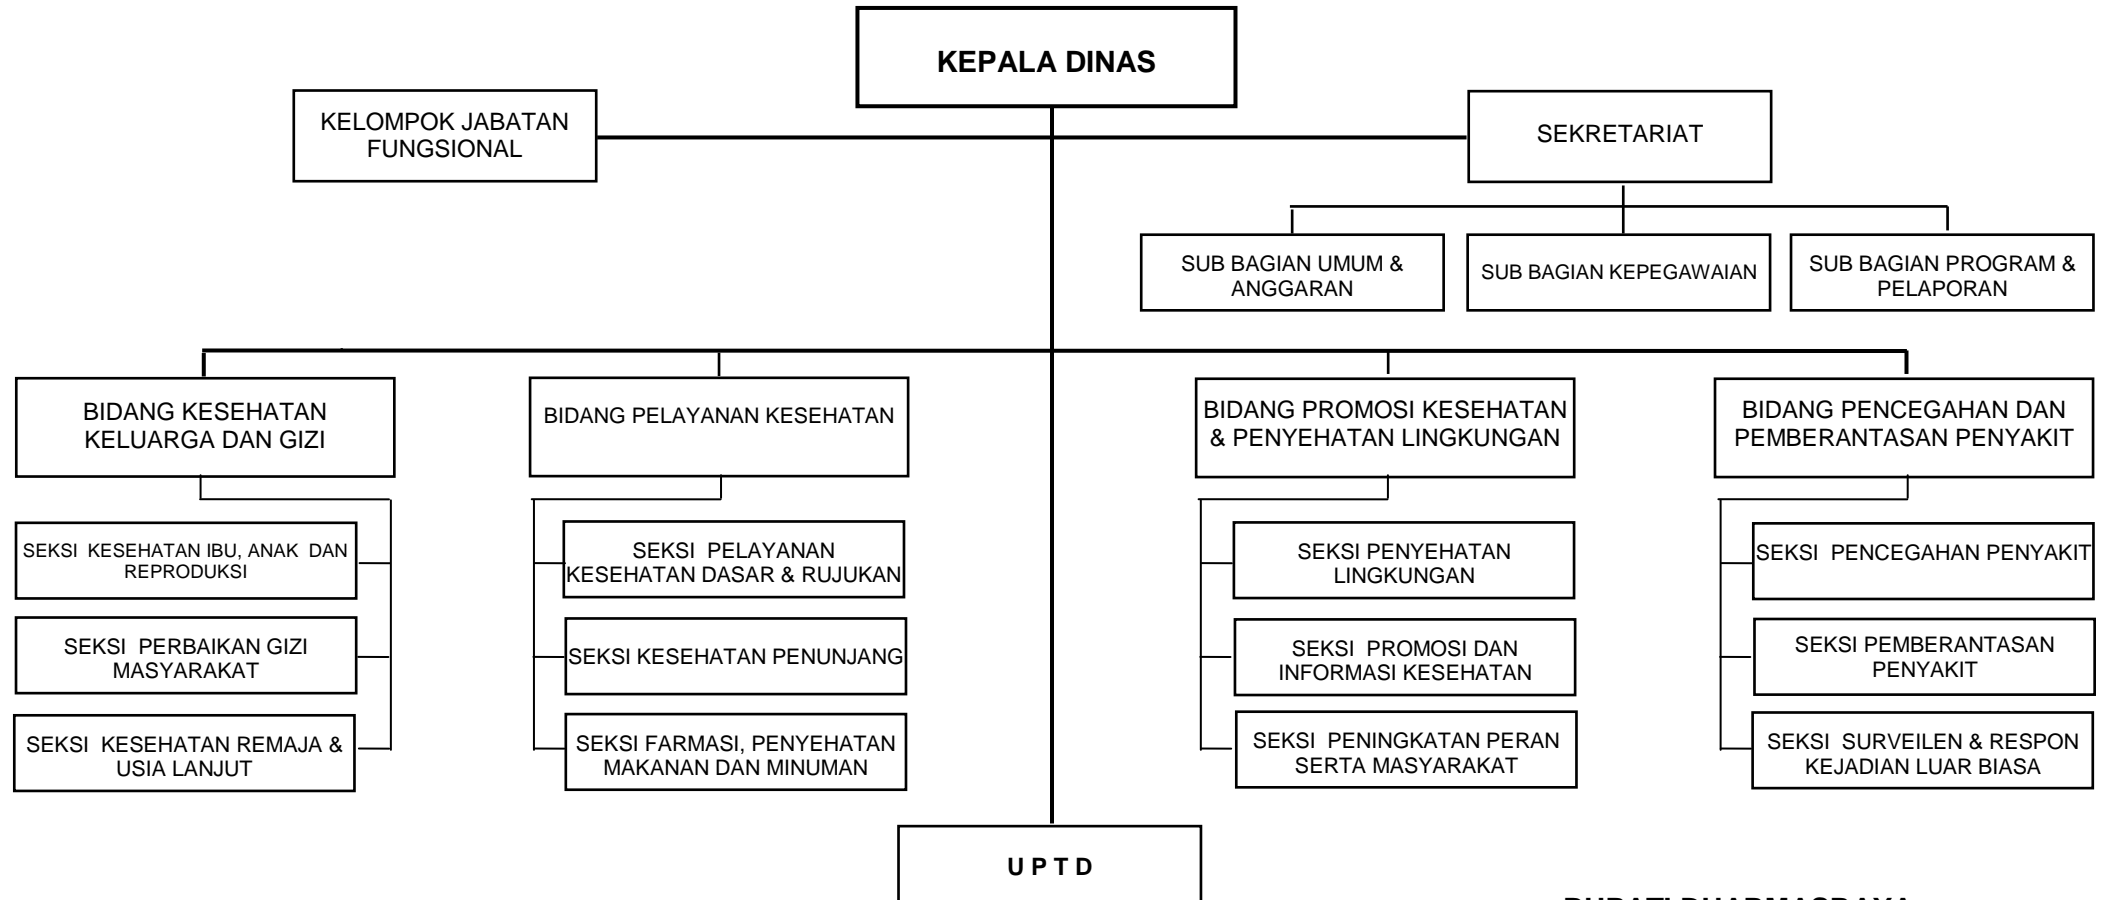 KEPALA DINAS
KELOMPOK JABATAN
FUNGSIONAL
SEKRETARIAT
SUB BAGIAN UMUM &
ANGGARAN
SUB BAGIAN KEPEGAWAIAN
SUB BAGIAN PROGRAM &
PELAPORAN
BIDANG KESEHATAN
KELUARGA DAN GIZI
BIDANG PELAYANAN KESEHATAN
BIDANG PROMOSI KESEHATAN
& PENYEHATAN LINGKUNGAN
BIDANG PENCEGAHAN DAN
PEMBERANTASAN PENYAKIT
SEKSI KESEHATAN IBU, ANAK DAN
REPRODUKSI
SEKSI PERBAIKAN GIZI
MASYARAKAT
SEKSI KESEHATAN REMAJA &
USIA LANJUT
SEKSI PELAYANAN
KESEHATAN DASAR & RUJUKAN
SEKSI KESEHATAN PENUNJANG
SEKSI FARMASI, PENYEHATAN
MAKANAN DAN MINUMAN
SEKSI PENYEHATAN
LINGKUNGAN
SEKSI PROMOSI DAN
INFORMASI KESEHATAN
SEKSI PENINGKATAN PERAN
SERTA MASYARAKAT
SEKSI PENCEGAHAN PENYAKIT
SEKSI PEMBERANTASAN
PENYAKIT
SEKSI SURVEILEN & RESPON
KEJADIAN LUAR BIASA
U P T D
BUPATI DHARMASRAYA